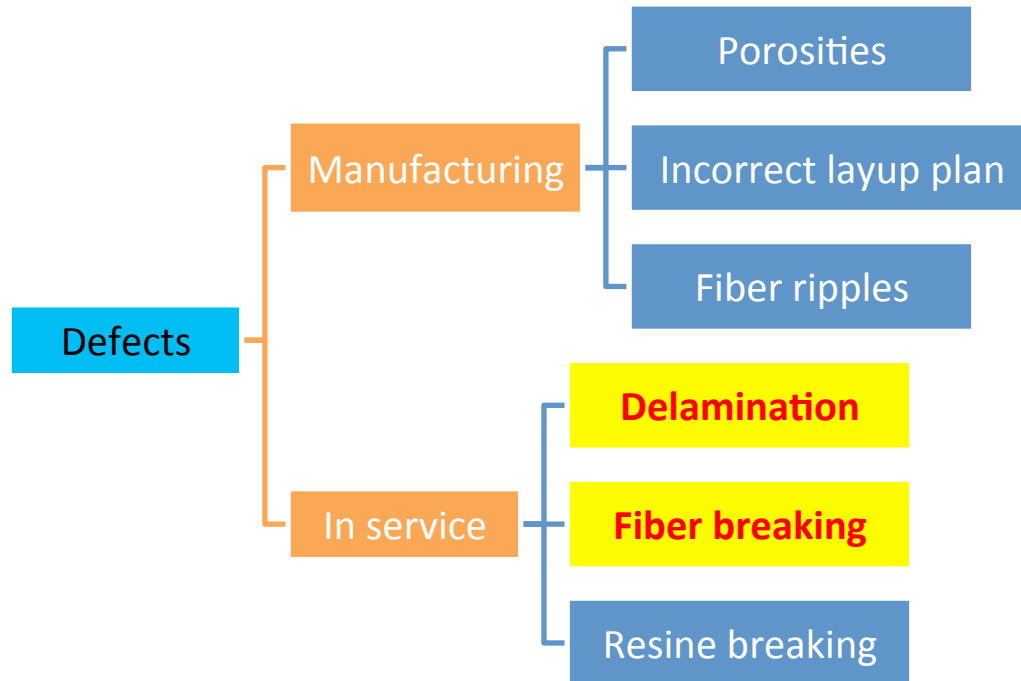 Defects
Manufacturing
Porosities
Incorrect layup plan
Fiber ripples
In service
Delamination
Fiber breaking
Resine breaking